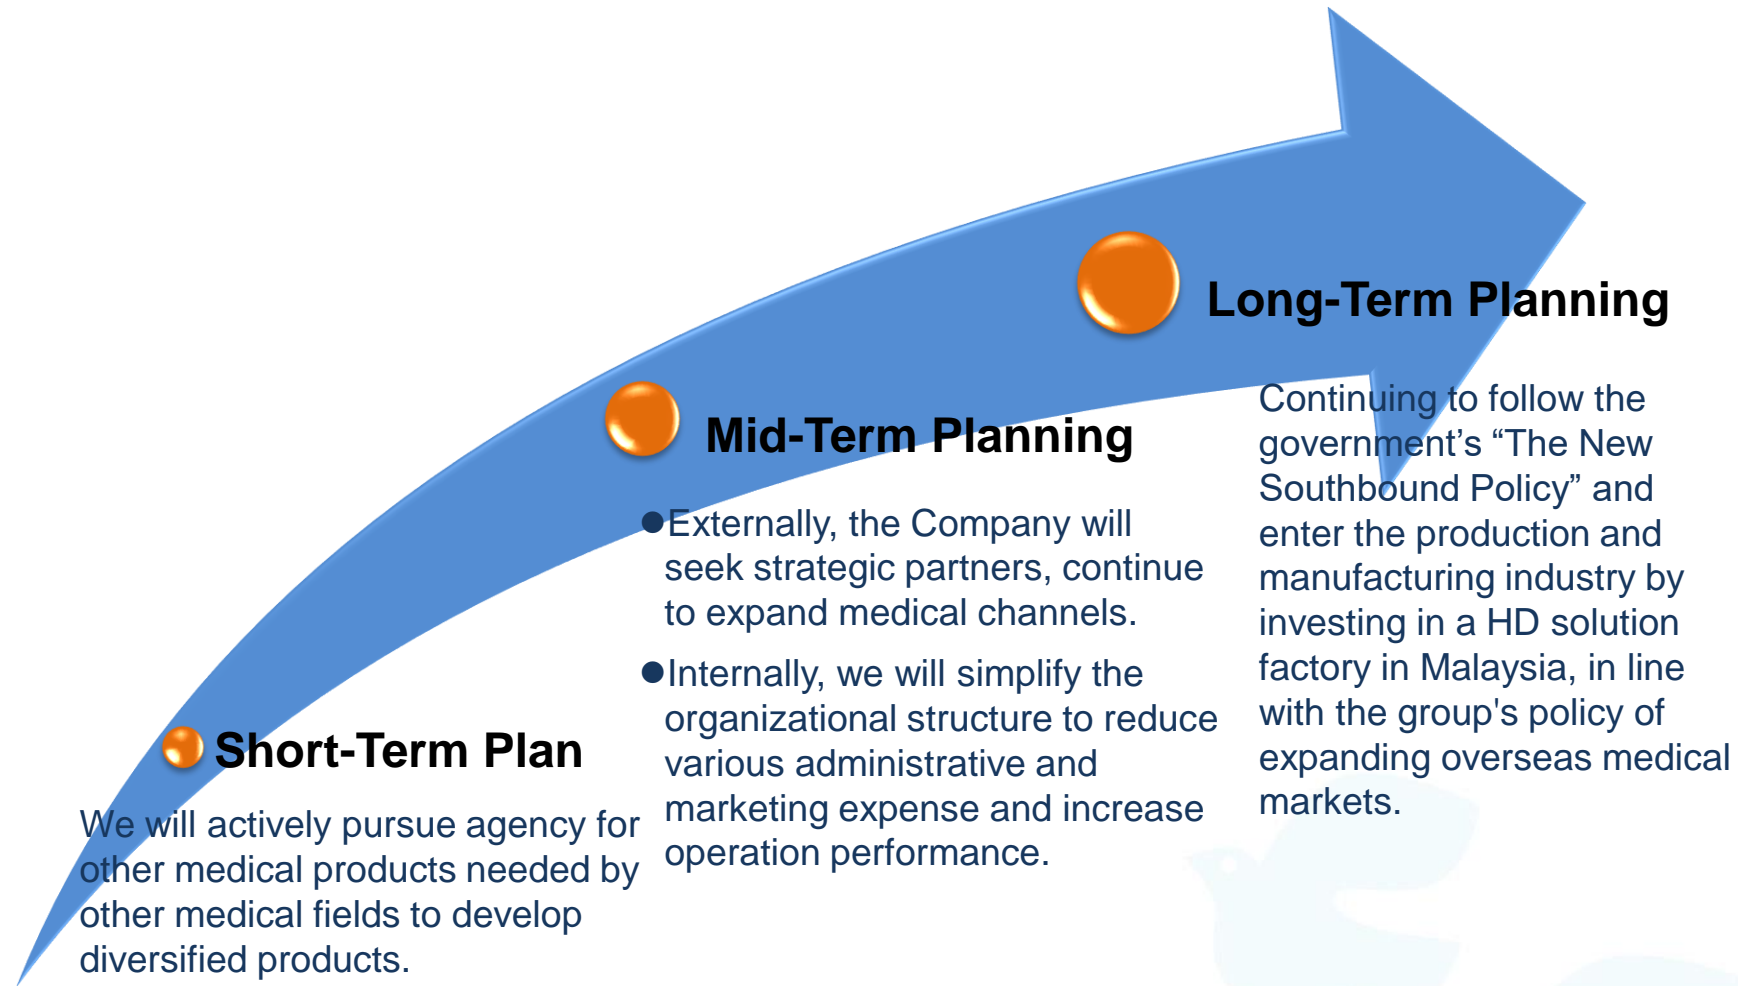 Short-Term Plan
We will actively pursue agency for
other medical products needed by
other medical fields to develop
diversified products.
Mid-Term Planning
●Externally, the Company will
seek strategic partners, continue
to expand medical channels.
●Internally, we will simplify the
organizational structure to reduce
various administrative and
marketing expense and increase
operation performance.
Long-Term Planning
Continuing to follow the
government’s “The New
Southbound Policy” and
enter the production and
manufacturing industry by
investing in a HD solution
factory in Malaysia, in line
with the group's policy of
expanding overseas medical
markets.